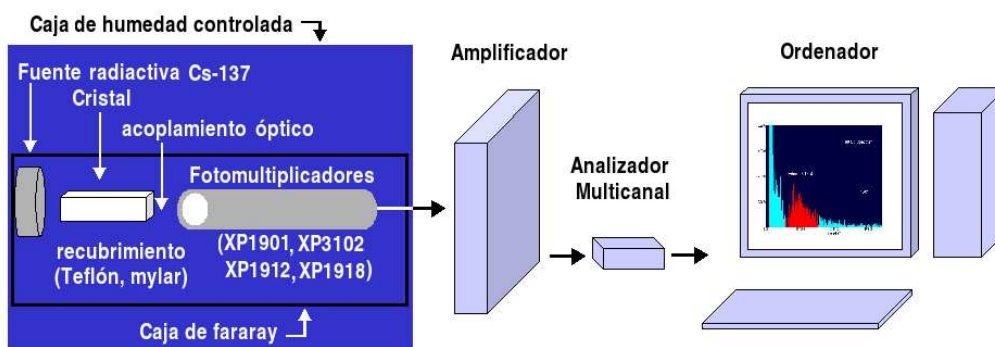 Caja de humedad controlada
Fuente radiactiva Cs-137
Cristal
acoplamiento óptico
Fotomultiplicadores
(XP1901, XP3102
XP1912, XP1918)
recubrimiento
(Teflón, mylar)
Caja de fararay
Amplificador
Analizador
Multicanal
Ordenador